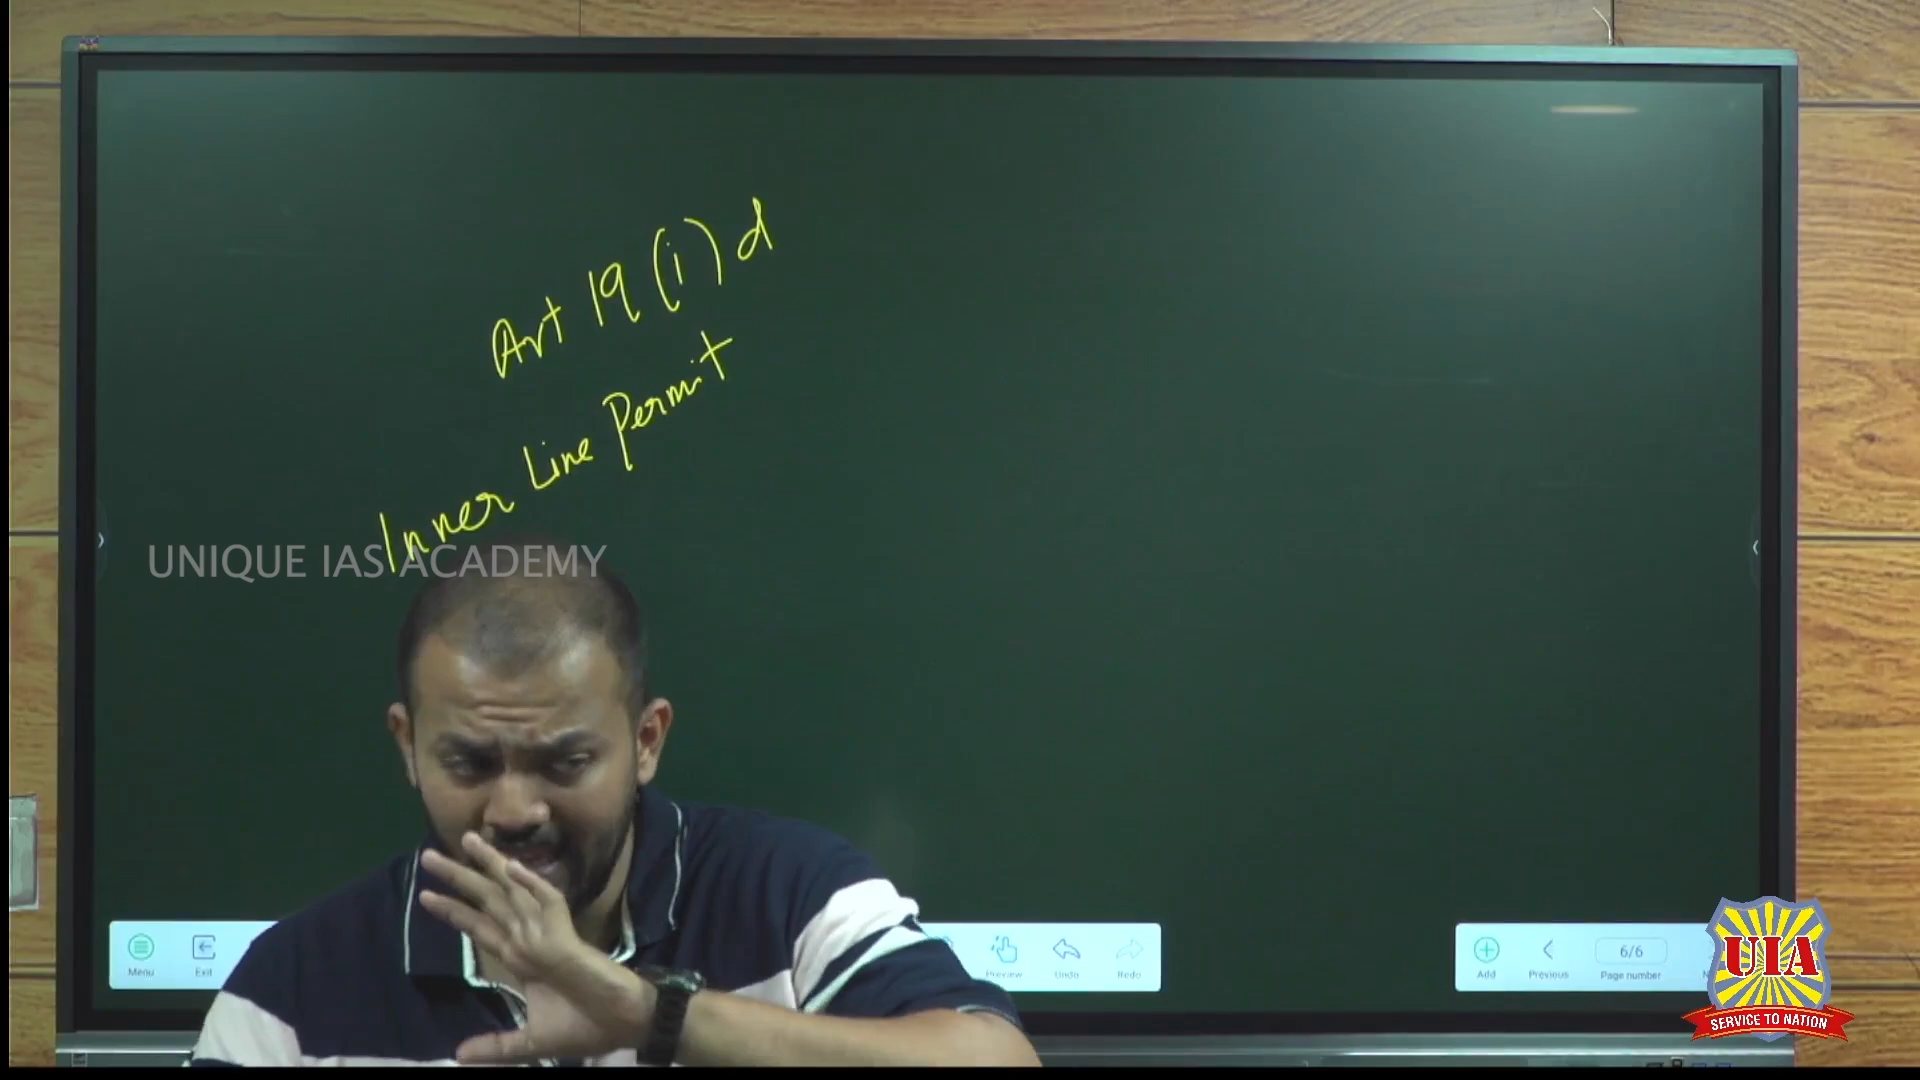 Art 19 (i) d
Inner Line Permit
UNIQUE IAS ACADEMY
Menu
Exit
Preview
Undo
Redo
Add
Previous
6/6
Page number
UIA
SERVICE TO NATION